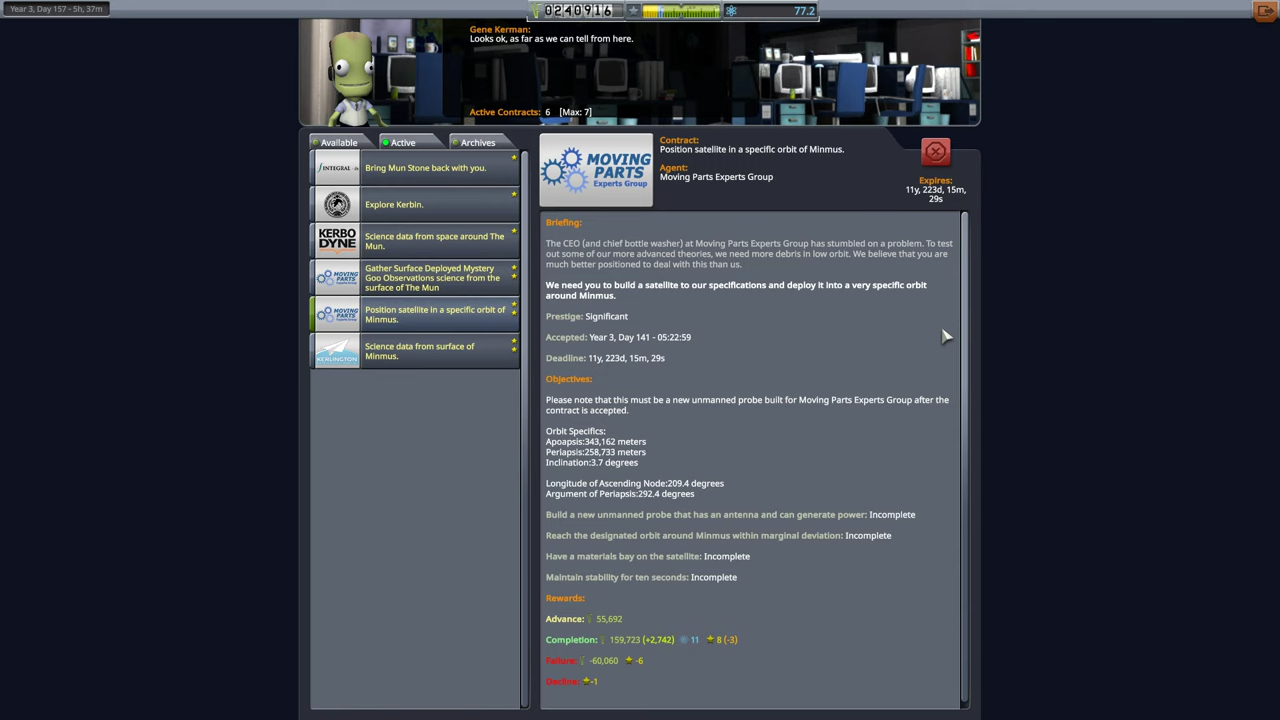 Year 3, Day 157 - 5h, 37m
0240916
77.2
Gene Kerman:
Looks ok, as far as we can tell from here.
Active Contracts: 6 [Max: 7]
Available
Active
Archives
INTEGRAL
Bring Mun Stone back with you.
Explore Kerbin.
KERBO
DYNE
Science data from space around The
Mun.
MOVING
PARTS
Gather Surface Deployed Mystery
Goo Observations science from the
surface of The Mun
MOVING
PARTS
Position satellite in a specific orbit of
Minmus.
KERLINGTON
Science data from surface of
Minmus.
MOVING
PARTS
Experts Group
Contract:
Position satellite in a specific orbit of Minmus.
Agent:
Moving Parts Experts Group
Expires:
11y, 223d, 15m,
29s
Briefing:
The CEO (and chief bottle washer) at Moving Parts Experts Group has stumbled on a problem. To test
out some of our more advanced theories, we need more debris in low orbit. We believe that you are
much better positioned to deal with this than us.
We need you to build a satellite to our specifications and deploy it into a very specific orbit
around Minmus.
Prestige: Significant
Accepted: Year 3, Day 141 - 05:22:59
Deadline: 11y, 223d, 15m, 29s
Objectives:
Please note that this must be a new unmanned probe built for Moving Parts Experts Group after the
contract is accepted.
Orbit Specifics:
Apoapsis:343,162 meters
Periapsis:258,733 meters
Inclination:3.7 degrees
Longitude of Ascending Node:209.4 degrees
Argument of Periapsis:292.4 degrees
Build a new unmanned probe that has an antenna and can generate power: Incomplete
Reach the designated orbit around Minmus within marginal deviation: Incomplete
Have a materials bay on the satellite: Incomplete
Maintain stability for ten seconds: Incomplete
Rewards:
Advance: 55,692
Completion: 159,723 (+2,742) 11 8 (-3)
Failure: -60,060 -6
Decline: -1